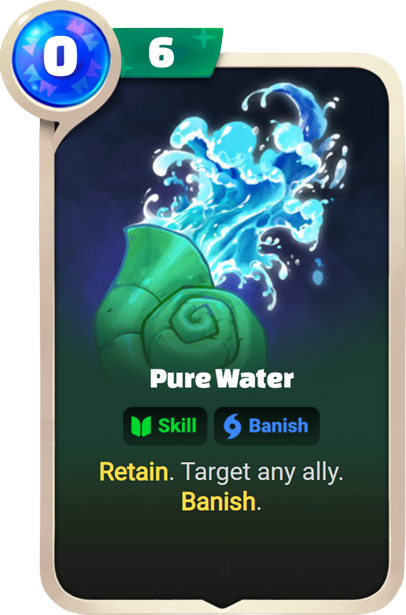 0
6
Pure Water
Skill Banish
Retain. Target any ally.
Banish.